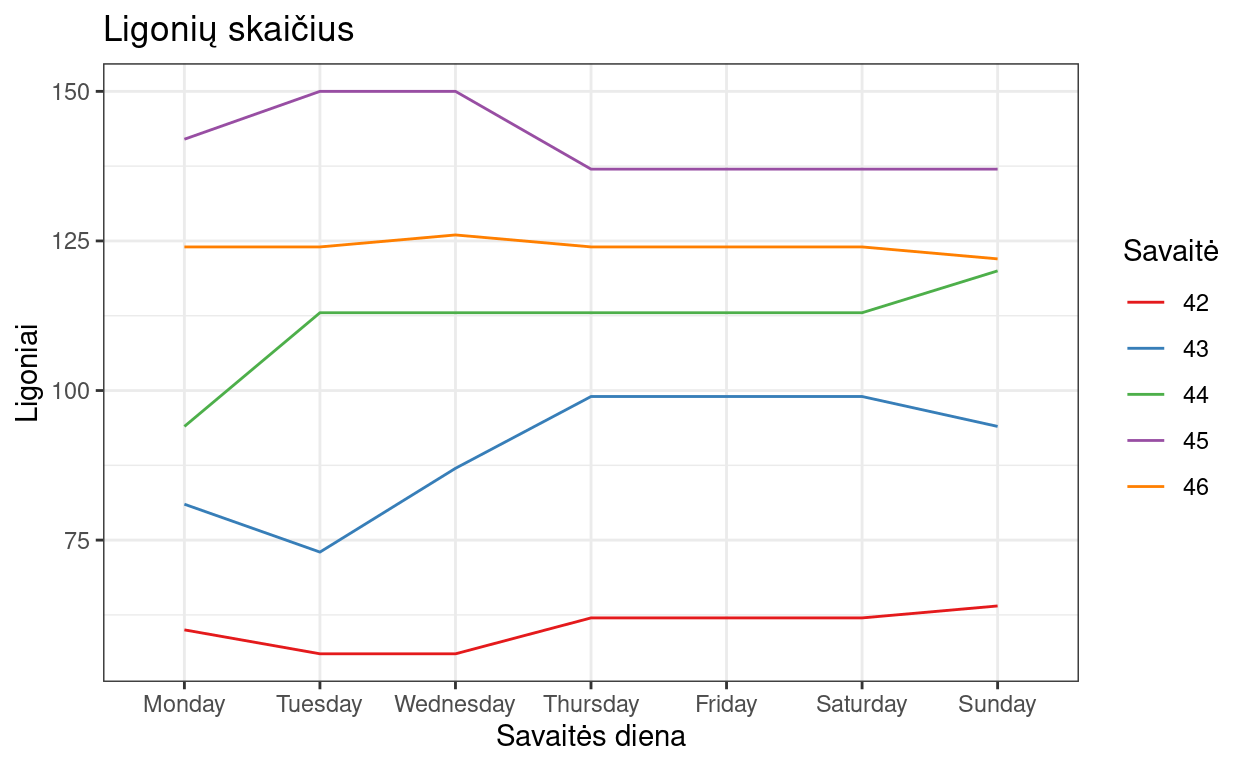 Ligonių skaičius
150
125
100
75
Ligoniai
Monday Tuesday Wednesday Thursday Friday Saturday Sunday
Savaitės diena
Savaitė
42
43
44
45
46